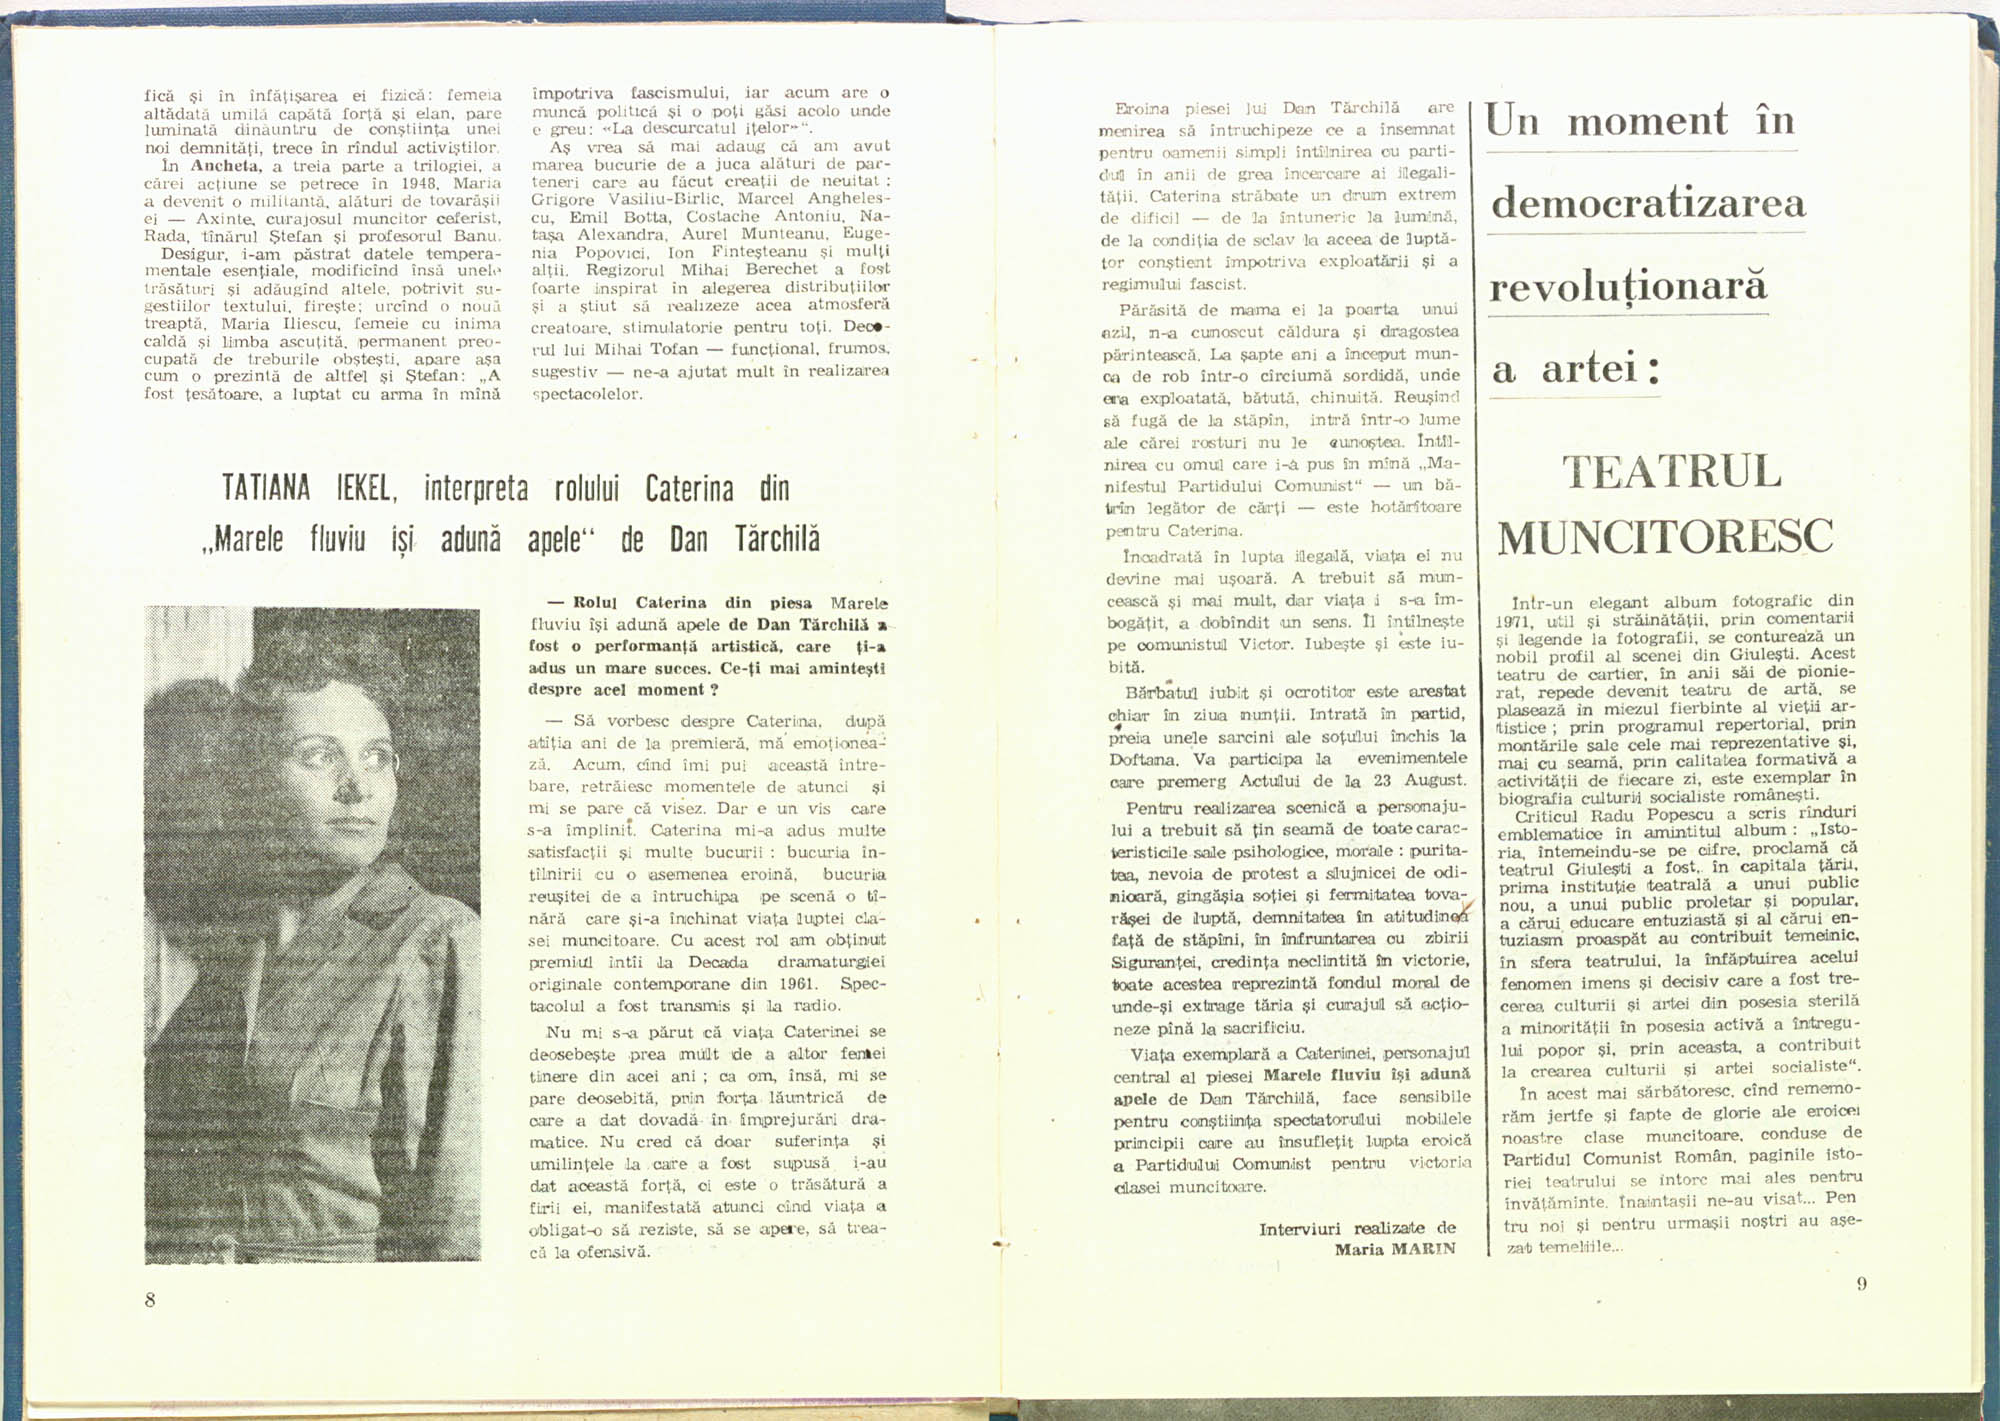 fică și în înfățișarea ei fizică: femeia
altădată umilă capătă forță și elan, pare
luminată dinăuntru de conștiința unei
noi demnități, trece în rîndul activiștilor.
În Ancheta, a treia parte a trilogiei, a
cărei acțiune se petrece în 1948, Maria
a devenit o militantă, alături de tovarășii
ei — Axinte, curajosul muncitor ceferist,
Rada, tînărul Ștefan și profesorul Banu.
Desigur, i-am păstrat datele tempera-
mentale esențiale, modificînd însă unele
trăsături și adăugînd altele, potrivit su-
gestiilor textului, firește; urcînd o nouă
treaptă, Maria Iliescu, femeie cu inima
caldă și limba ascuțită, permanent preo-
cupată de treburile obștești, apare așa
cum o prezintă de altfel și Ștefan: „A
fost țesătoare, a luptat cu arma în mînă
împotriva fascismului, iar acum are o
muncă politică și o poți găsi acolo unde
e greu: «La descurcatul ițelor»“.
Aș vrea să mai adaug că am avut
marea bucurie de a juca alături de par-
teneri care au făcut creații de neuitat :
Grigore Vasiliu-Birlic, Marcel Angheles-
cu, Emil Botta, Costache Antoniu, Na-
tașa Alexandra, Aurel Munteanu, Euge-
nia Popovici, Ion Finteșteanu și mulți
alții. Regizorul Mihai Berechet a fost
foarte inspirat în alegerea distribuțiilor
și a știut să realizeze acea atmosferă
creatoare, stimulatorie pentru toți. Deco-
rul lui Mihai Tofan — funcțional, frumos,
sugestiv — ne-a ajutat mult în realizarea
spectacolelor.
TATIANA IEKEL, interpreta rolului Caterina din
„Marele fluviu își adună apele“ de Dan Tărchilă
— Rolul Caterina din piesa Marele
fluviu își adună apele de Dan Tărchilă a
fost o performanță artistică, care ți-a
adus un mare succes. Ce-ți mai amintești
despre acel moment ?
— Să vorbesc despre Caterina, după
atîția ani de la premieră, mă emoționea-
ză. Acum, cînd îmi pui această între-
bare, retrăiesc momentele de atunci și
mi se pare că visez. Dar e un vis care
s-a împlinit. Caterina mi-a adus multe
satisfacții și multe bucurii : bucuria în-
tîlnirii cu o asemenea eroină, bucuria
reușitei de a întruchipa pe scenă o tî-
nără care și-a închinat viața luptei cla-
sei muncitoare. Cu acest rol am obținut
premiul întîi la Decada dramaturgiei
originale contemporane din 1961. Spec-
tacolul a fost transmis și la radio.
Nu mi s-a părut că viața Caterinei se
deosebește prea mult de a altor femei
tinere din acei ani ; ca om, însă, mi se
pare deosebită, prin forța lăuntrică de
care a dat dovadă în împrejurări dra-
matice. Nu cred că doar suferința și
umilințele la care a fost supusă i-au
dat această forță, ci este o trăsătură a
firii ei, manifestată atunci cînd viața a
obligat-o să reziste, să se apere, să trea-
că la ofensivă.
8
Eroina piesei lui Dan Tărchilă are
menirea să întruchipeze ce a însemnat
pentru oamenii simpli întîlnirea cu parti-
dul în anii de grea încercare ai ilegali-
tății. Caterina străbate un drum extrem
de dificil — de la întuneric la lumină,
de la condiția de sclav la aceea de luptă-
tor conștient împotriva exploatării și a
regimului fascist.
Părăsită de mama ei la poarta unui
azil, n-a cunoscut căldura și dragostea
părintească. La șapte ani a început mun-
ca de rob într-o cîrciumă sordidă, unde
era exploatată, bătută, chinuită. Reușind
să fugă de la stăpîn, intră într-o lume
ale cărei rosturi nu le cunoștea. Întîl-
nirea cu omul care i-a pus în mînă „Ma-
nifestul Partidului Comunist“ — un bă-
trîn legător de cărți — este hotărîtoare
pentru Caterina.
Încadrată în lupta ilegală, viața ei nu
devine mai ușoară. A trebuit să mun-
cească și mai mult, dar viața i s-a îm-
bogățit, a dobîndit un sens. Îl întîlnește
pe comunistul Victor. Iubește și este iu-
bită.
Bărbatul iubit și ocrotitor este arestat
chiar în ziua nunții. Intrată în partid,
preia unele sarcini ale soțului închis la
Doftana. Va participa la evenimentele
care premerg Actului de la 23 August.
Pentru realizarea scenică a personaju-
lui a trebuit să țin seamă de toate carac-
teristicile sale psihologice, morale : purita-
tea, nevoia de protest a slujnicei de odi-
nioară, gingășia soției și fermitatea tova-
rășei de luptă, demnitatea în atitudinea
față de stăpîni, în înfruntarea cu zbirii
Siguranței, credința neclintită în victorie,
toate acestea reprezintă fondul moral de
unde-și extrage tăria și curajul să acțio-
neze pînă la sacrificiu.
Viața exemplară a Caterinei, personajul
central al piesei Marele fluviu își adună
apele de Dan Tărchilă, face sensibile
pentru conștiința spectatorului nobilele
principii care au însuflețit lupta eroică
a Partidului Comunist pentru victoria
clasei muncitoare.
Interviuri realizate de
Maria MARIN
Un moment în
democratizarea
revoluționară
a artei :
TEATRUL
MUNCITORESC
Într-un elegant album fotografic din
1971, util și străinătății, prin comentarii
și legende la fotografii, se conturează un
nobil profil al scenei din Giulești. Acest
teatru de cartier, în anii săi de pionie-
rat, repede devenit teatru de artă, se
plasează în miezul fierbinte al vieții ar-
tistice ; prin programul repertorial, prin
montările sale cele mai reprezentative și,
mai cu seamă, prin calitatea formativă a
activității de fiecare zi, este exemplar în
biografia culturii socialiste românești.
Criticul Radu Popescu a scris rînduri
emblematice în amintitul album : „Isto-
ria, întemeindu-se pe cifre, proclamă că
teatrul Giulești a fost, în capitala țării,
prima instituție teatrală a unui public
nou, a unui public proletar și popular,
a cărui educare entuziastă și al cărui en-
tuziasm proaspăt au contribuit temeinic,
în sfera teatrului, la înfăptuirea acelui
fenomen imens și decisiv care a fost tre-
cerea culturii și artei din posesia sterilă
a minorității în posesia activă a întregu-
lui popor și, prin aceasta, a contribuit
la crearea culturii și artei socialiste“.
În acest mai sărbătoresc, cînd rememo-
răm jertfe și fapte de glorie ale eroicei
noastre clase muncitoare, conduse de
Partidul Comunist Român, paginile isto-
riei teatrului se întorc mai ales pentru
învățăminte. Înaintașii ne-au visat... Pen
tru noi și pentru urmașii noștri au așe-
zat temeliile...
9